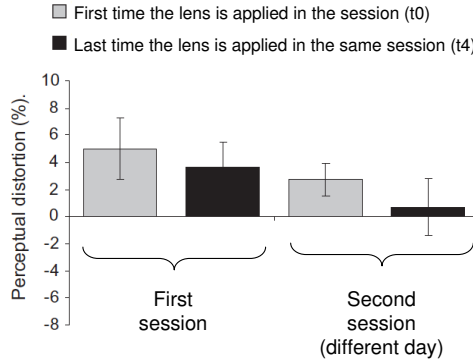 First time the lens is applied in the session (t0)
Last time the lens is applied in the same session (t4)
Perceptual distortion (%).
10
8
6
4
2
0
-2
-4
-6
-8
First
session
Second
session
(different day)